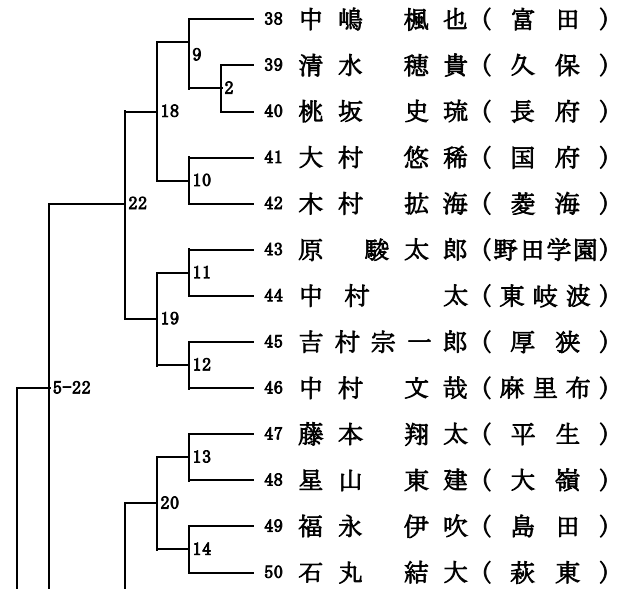 38 中嶋 楓也 (富田)
9
39 清水 穂貴 (久保)
2
18
40 桃坂 史琉 (長府)
41 大村 悠稀 (国府)
10
22
42 木村 拡海 (菱海)
43 原 駿太郎 (野田学園)
11
44 中村 太 (東岐波)
19
45 吉村宗一郎 (厚狭)
12
5-22
46 中村 文哉 (麻里布)
47 藤本 翔太 (平生)
13
48 星山 東建 (大嶺)
20
49 福永 伊吹 (島田)
14
50 石丸 結大 (萩東)